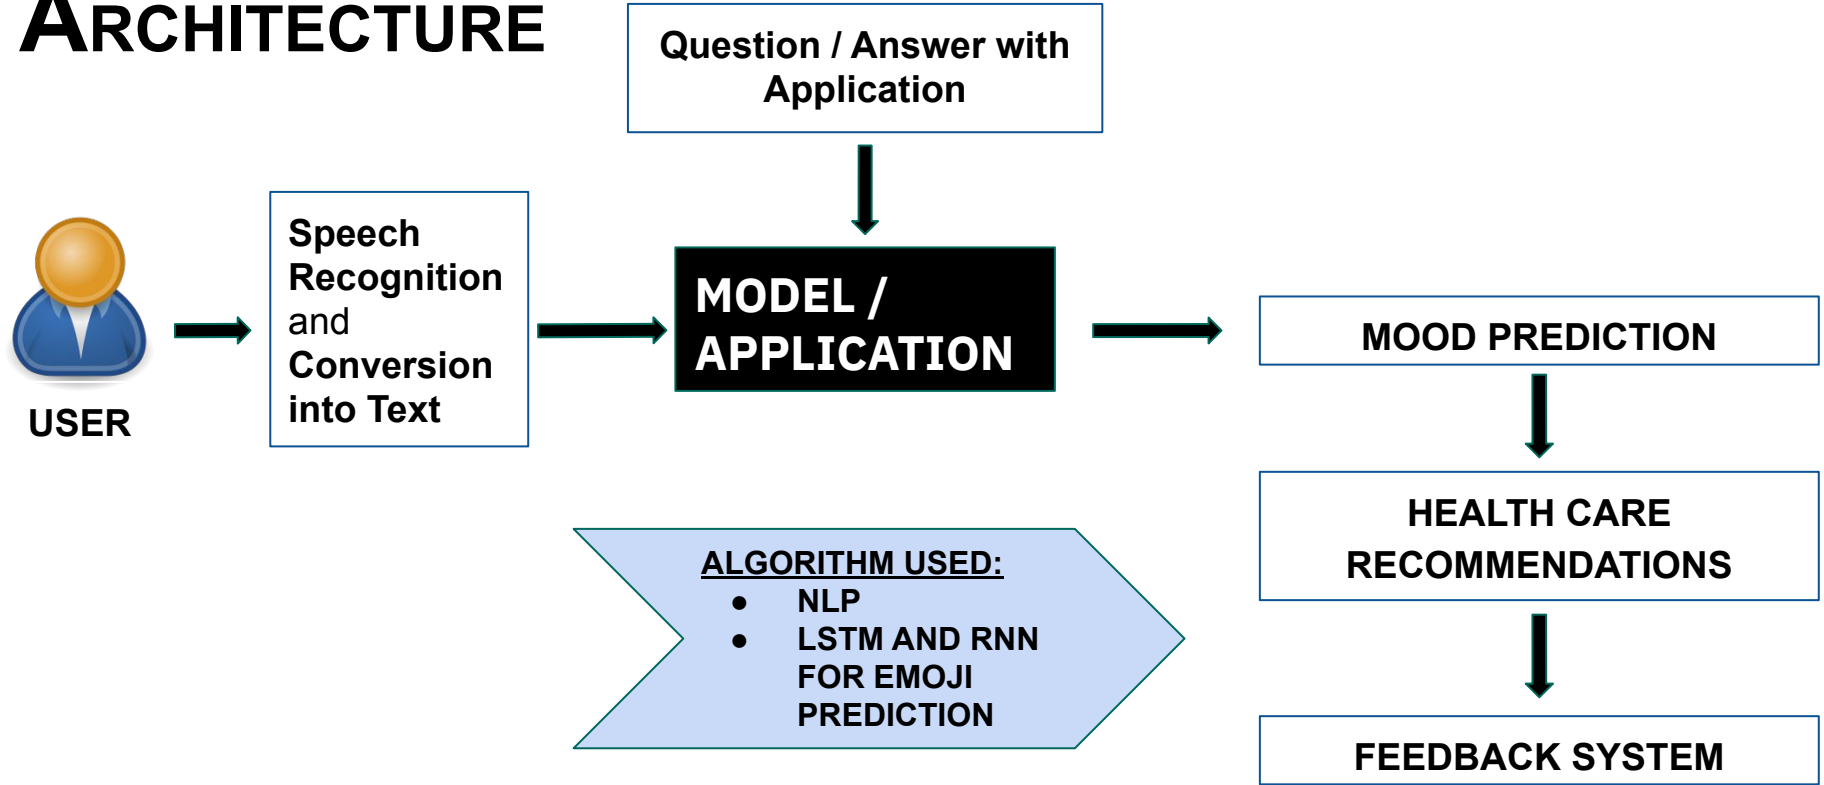 ARCHITECTURE
Question / Answer with
Application
Speech
Recognition
and
Conversion
into Text
USER
MODEL /
APPLICATION
MOOD PREDICTION
HEALTH CARE
RECOMMENDATIONS
FEEDBACK SYSTEM
ALGORITHM USED:
● NLP
● LSTM AND RNN
FOR EMOJI
PREDICTION